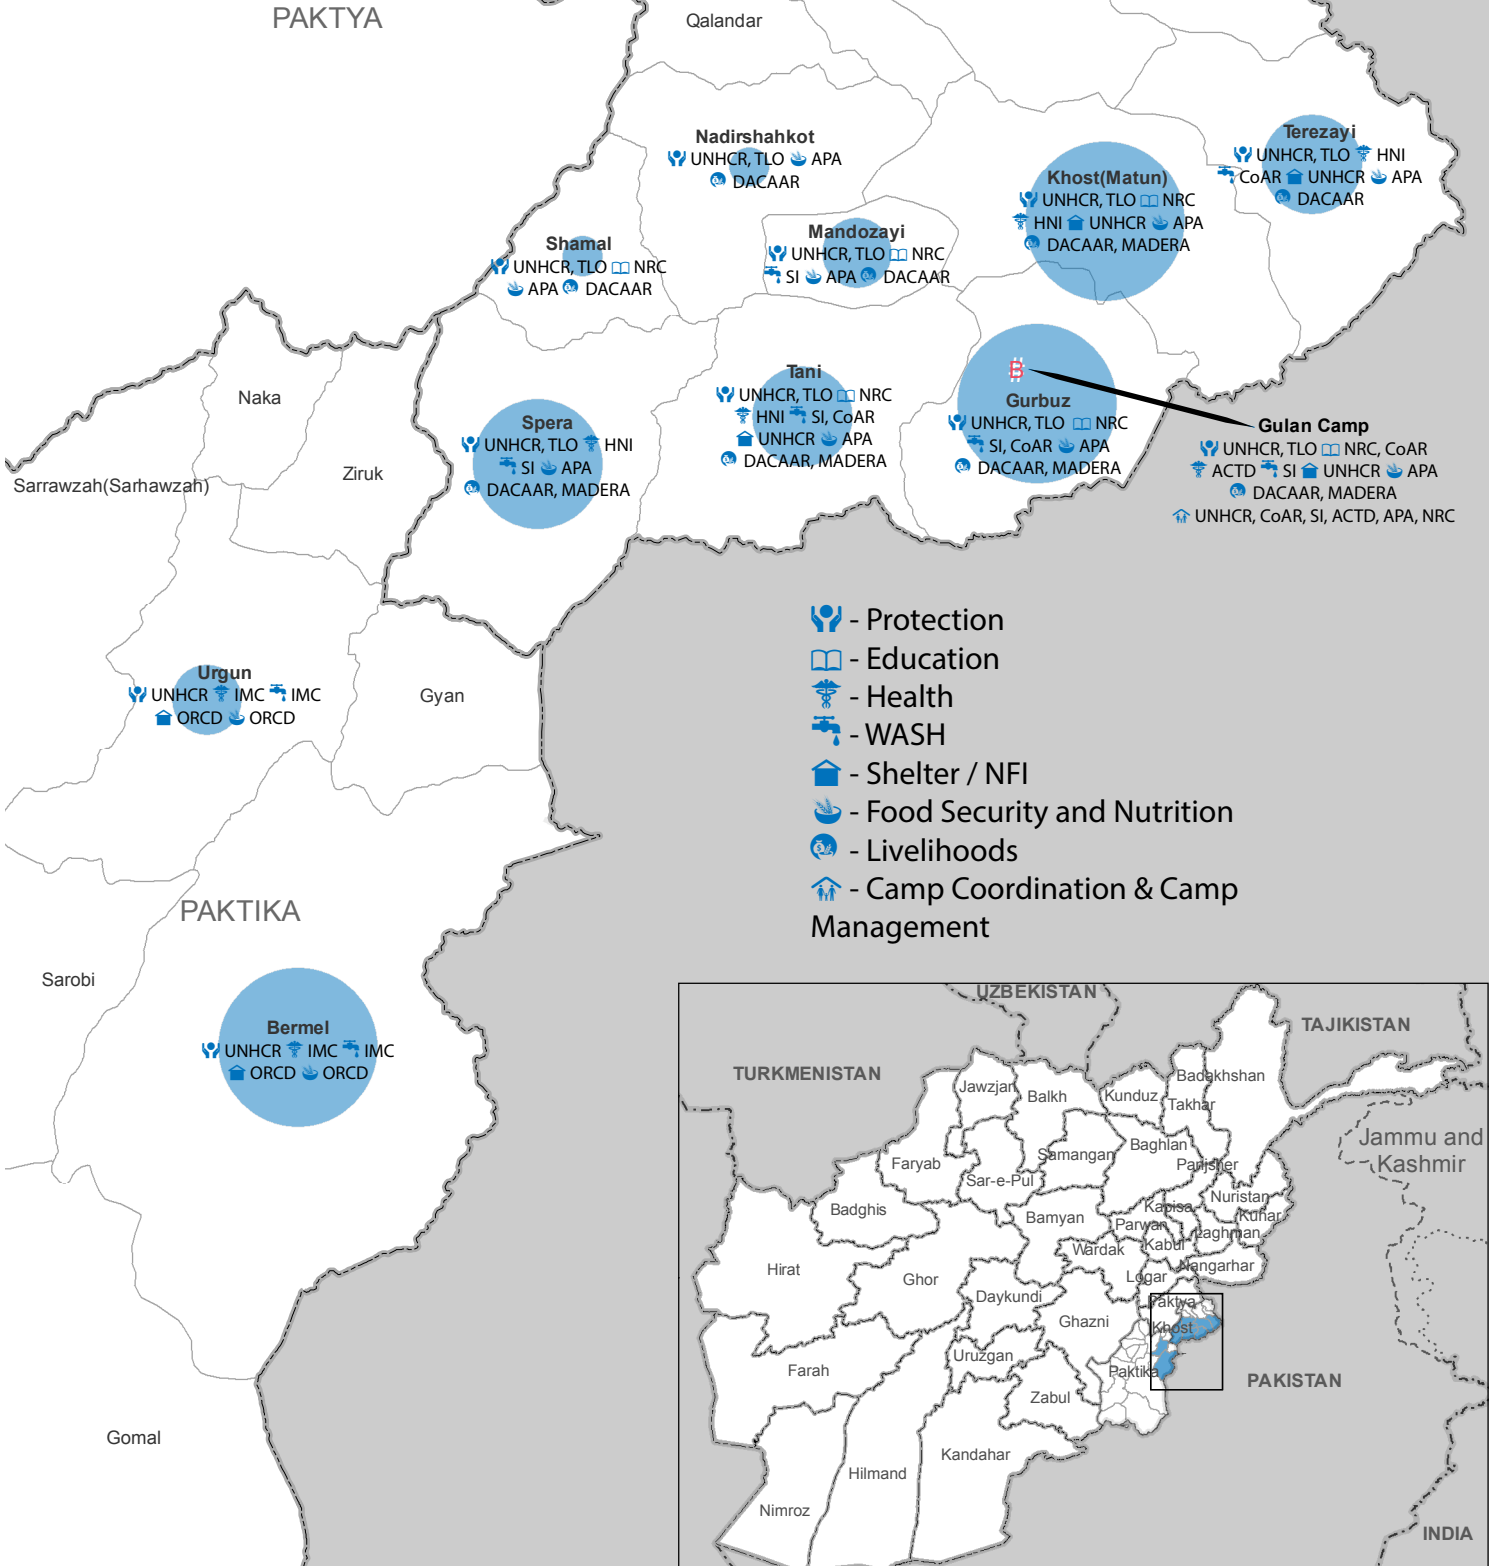 PAKTYA
Qalandar
Nadirshahkot
UNHCR, TLO APA
DACAAR
Terezayi
UNHCR, TLO HNI
CoAR UNHCR APA
DACAAR
Khost(Matun)
UNHCR, TLO NRC
HNI UNHCR APA
DACAAR, MADERA
Shamal
UNHCR, TLO NRC
APA DACAAR
Mandozayi
UNHCR, TLO NRC
SI APA DACAAR
Naka
Ziruk
Sarrawzah(Sarhawzah)
Spera
UNHCR, TLO HNI
SI APA
DACAAR, MADERA
Tani
UNHCR, TLO NRC
HNI SI, CoAR
UNHCR APA
DACAAR, MADERA
Gurbuz
UNHCR, TLO NRC
SI, CoAR APA
DACAAR, MADERA
Gulan Camp
UNHCR, TLO NRC, CoAR
ACTD SI UNHCR APA
DACAAR, MADERA
UNHCR, CoAR, SI, ACTD, APA, NRC
Urgun
UNHCR IMC IMC
ORCD ORCD
Gyan
- Protection
- Education
- Health
- WASH
- Shelter / NFI
- Food Security and Nutrition
- Livelihoods
- Camp Coordination & Camp
Management
PAKTIKA
Sarobi
Bermel
UNHCR IMC IMC
ORCD ORCD
Gomal
UZBEKISTAN
TAJIKISTAN
TURKMENISTAN
Jawzjan
Balkh
Kunduz
Badakhshan
Takhar
Jammu and
Kashmir
Faryab
Samangan
Baghlan
Panjsher
Sar-e-Pul
Badghis
Bamyan
Nuristan
Kapisa
Kunar
Parwan
Laghman
Wardak
Kabul
Hirat
Ghor
Logar
Nangarhar
Daykundi
Ghazni
Paktya
Khost
Uruzgan
Farah
Paktika
PAKISTAN
Zabul
Kandahar
Hilmand
Nimroz
INDIA